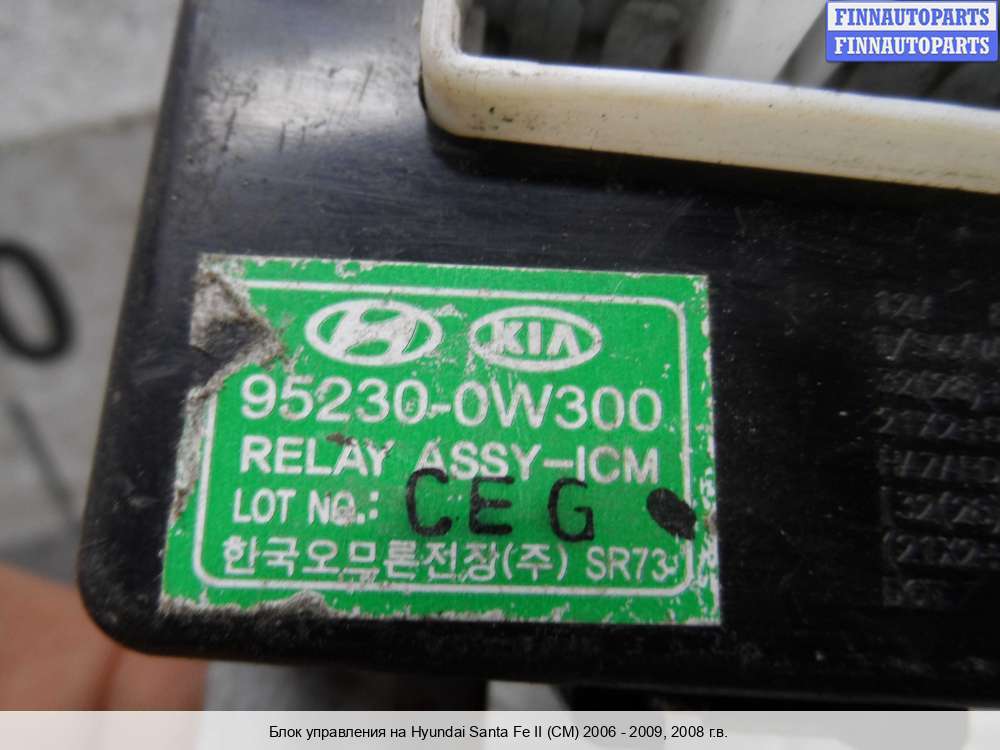 FINNAUTOPARTS
FINNAUTOPARTS
KIA
95230-0W300
RELAY ASSY-ICM
LOT NO.: CEG
한국오므론전장(주) SR73-J
0
Блок управления на Hyundai Santa Fe II (CM) 2006 - 2009, 2008 г.в.